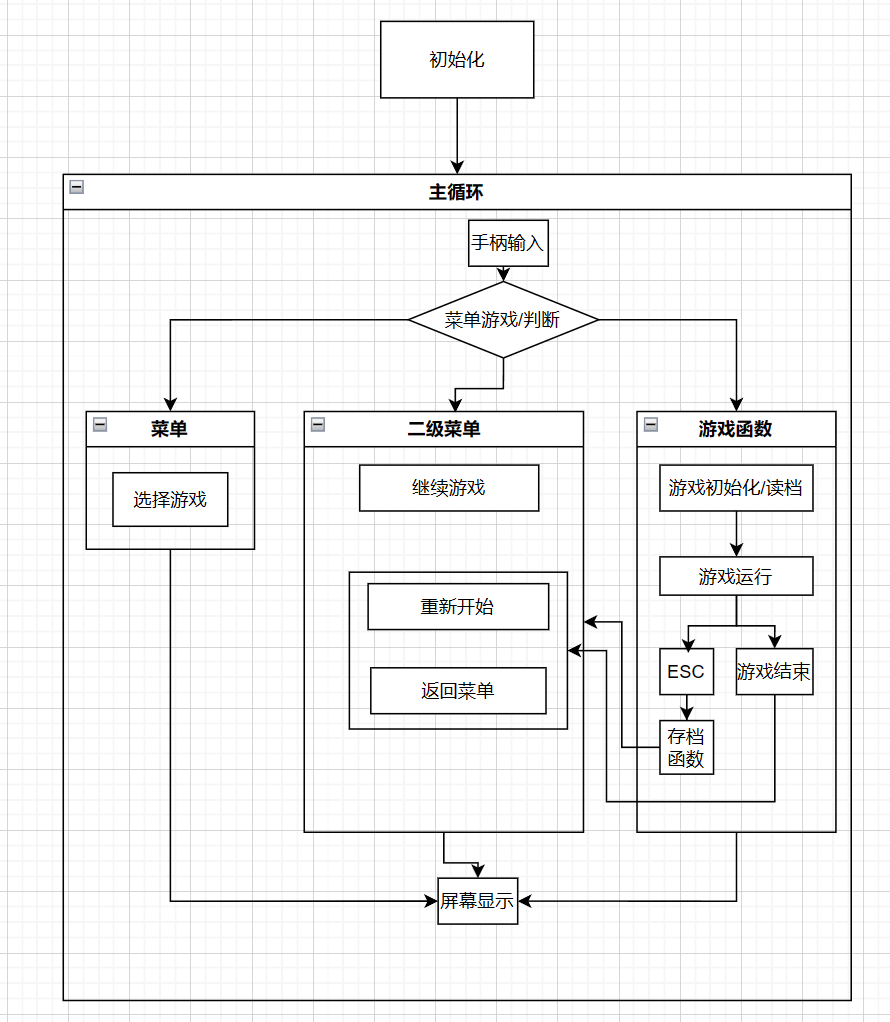 初始化
主循环
手柄输入
菜单游戏/判断
菜单
选择游戏
二级菜单
继续游戏
重新开始
返回菜单
游戏函数
游戏初始化/读档
游戏运行
ESC
游戏结束
存档
函数
屏幕显示